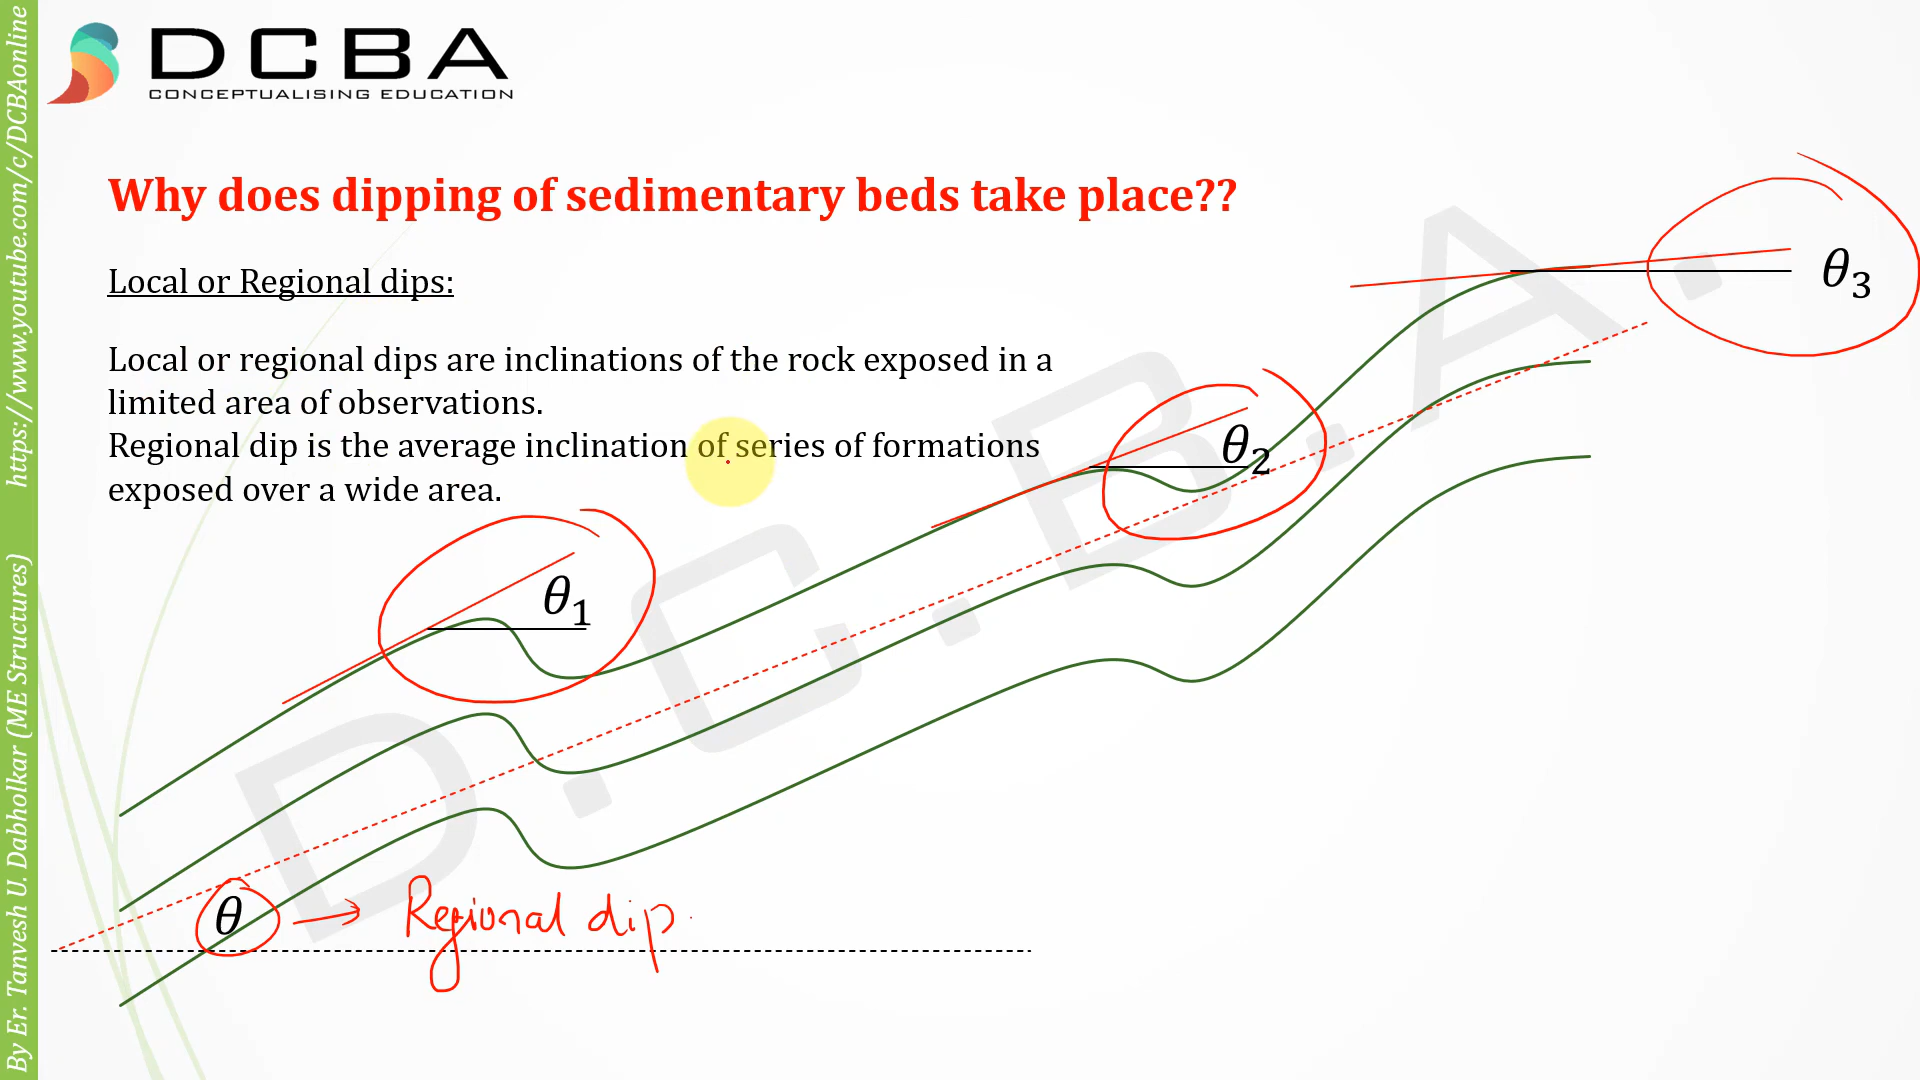 DCBA
CONCEPTUALISING EDUCATION
Why does dipping of sedimentary beds take place??
Local or Regional dips:
Local or regional dips are inclinations of the rock exposed in a
limited area of observations.
Regional dip is the average inclination of series of formations
exposed over a wide area.
θ3
θ2
θ1
θ → Regional dip
D.C.B.A.
By Er. Tanvesh U. Dabholkar (ME Structures) https://www.youtube.com/c/DCBAonline